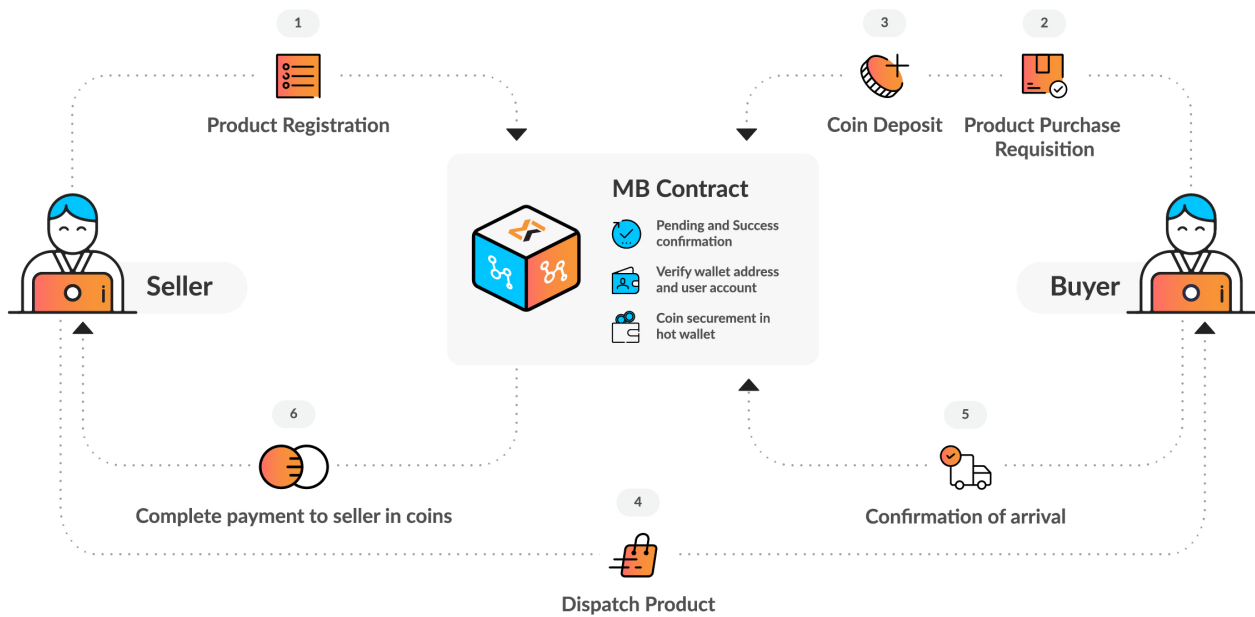 1
3
2
Product Registration
Coin Deposit
Product Purchase
Requisition
MB Contract
Pending and Success
confirmation
Verify wallet address
and user account
Coin securement in
hot wallet
Seller
Buyer
6
5
Complete payment to seller in coins
Confirmation of arrival
4
Dispatch Product